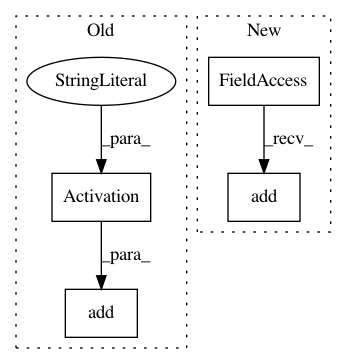 Old
New
StringLiteral
FieldAccess
_para_
_recv_
Activation
add
_para_
add